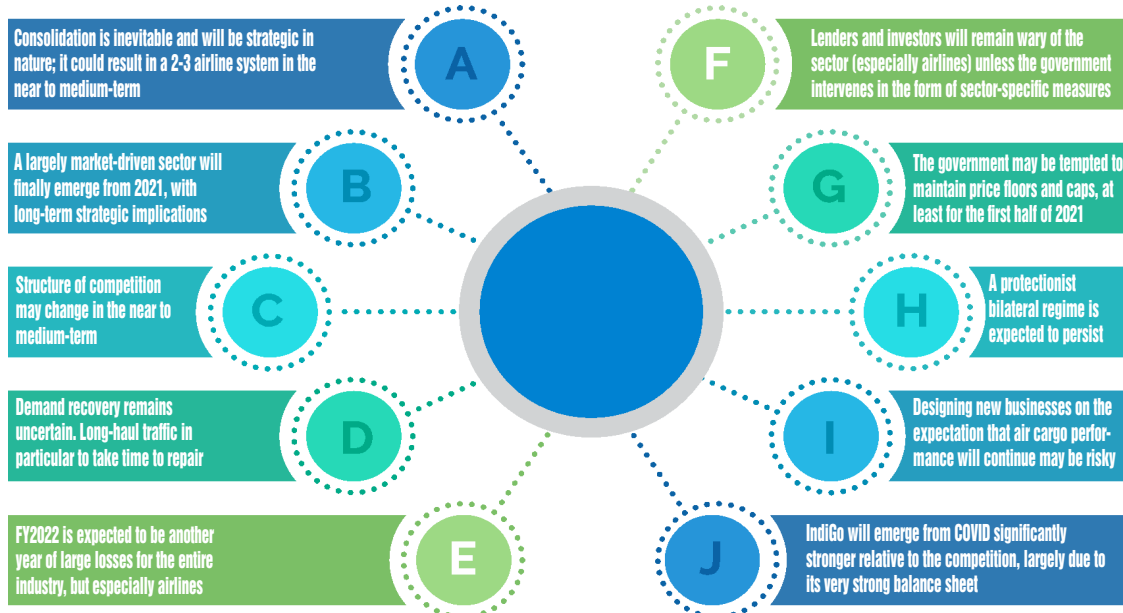 Consolidation is inevitable and will be strategic in
nature; it could result in a 2-3 airline system in the
near to medium-term
A
B
A largely market-driven sector will
finally emerge from 2021, with
long-term strategic implications
C
Structure of competition
may change in the near to
medium-term
D
Demand recovery remains
uncertain. Long-haul traffic in
particular to take time to repair
E
FY2022 is expected to be another
year of large losses for the entire
industry, but especially airlines
F
Lenders and investors will remain wary of the
sector (especially airlines) unless the government
intervenes in the form of sector-specific measures
G
The government may be tempted to
maintain price floors and caps, at
least for the first half of 2021
H
A protectionist
bilateral regime is
expected to persist
I
Designing new businesses on the
expectation that air cargo perfor-
mance will continue may be risky
J
IndiGo will emerge from COVID significantly
stronger relative to the competition, largely due to
its very strong balance sheet